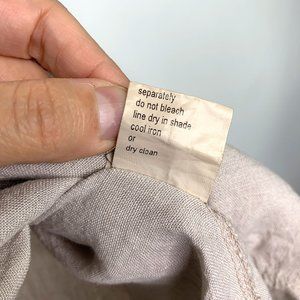 separately
do not bleach
line dry in shade
cool iron
or
dry clean